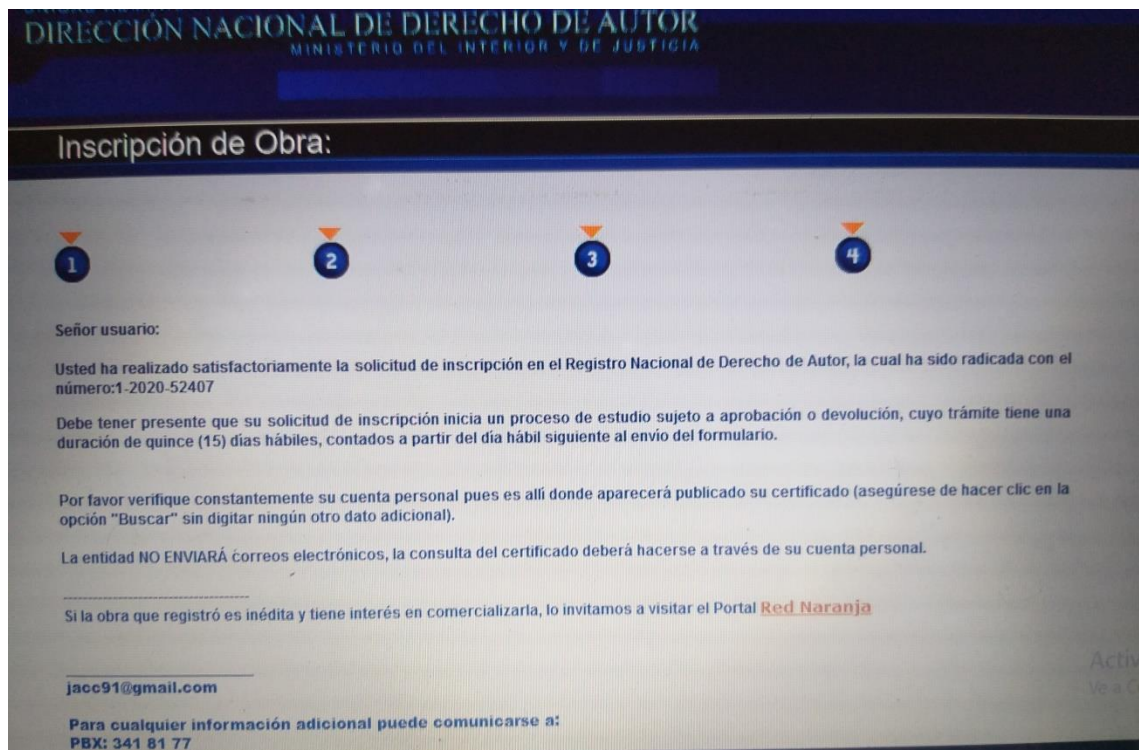 DIRECCIÓN NACIONAL DE DERECHO DE AUTOR
MINISTERIO DEL INTERIOR Y DE JUSTICIA
Inscripción de Obra:
1 2 3 4
Señor usuario:
Usted ha realizado satisfactoriamente la solicitud de inscripción en el Registro Nacional de Derecho de Autor, la cual ha sido radicada con el
número:1-2020-52407
Debe tener presente que su solicitud de inscripción inicia un proceso de estudio sujeto a aprobación o devolución, cuyo trámite tiene una
duración de quince (15) días hábiles, contados a partir del día hábil siguiente al envío del formulario.
Por favor verifique constantemente su cuenta personal pues es allí donde aparecerá publicado su certificado (asegúrese de hacer clic en la
opción "Buscar" sin digitar ningún otro dato adicional).
La entidad NO ENVIARÁ correos electrónicos, la consulta del certificado deberá hacerse a través de su cuenta personal.
Si la obra que registró es inédita y tiene interés en comercializarla, lo invitamos a visitar el Portal Red Naranja
Activ
Ve a C
jacc91@gmail.com
Para cualquier información adicional puede comunicarse a:
PBX: 341 81 77